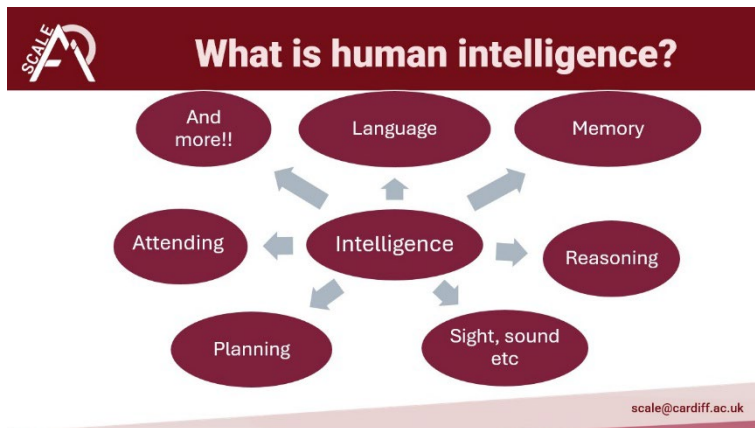 SCALE
What is human intelligence?
And
more!!
Language
Memory
Attending
Intelligence
Reasoning
Planning
Sight, sound
etc
scale@cardiff.ac.uk